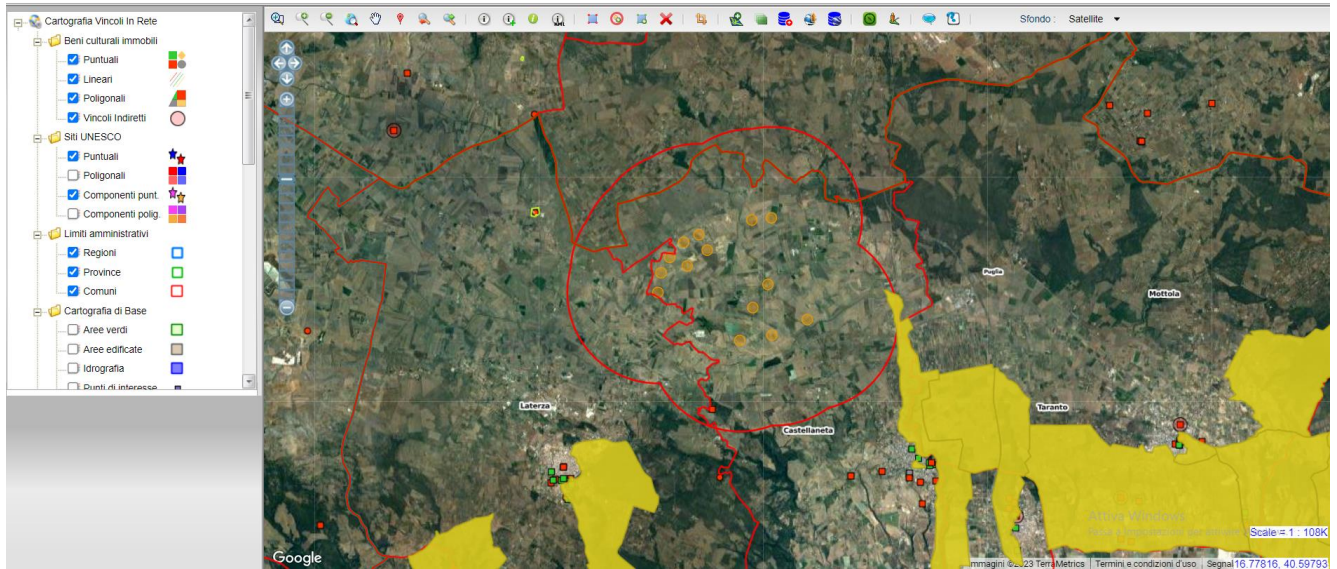 Cartografia Vincoli In Rete
Beni culturali immobili
Puntuali
Lineari
Poligonali
Vincoli Indiretti
Siti UNESCO
Puntuali
Poligonali
Componenti punt.
Componenti polig.
Limiti amministrativi
Regioni
Province
Comuni
Cartografia di Base
Aree verdi
Aree edificate
Idrografia
Punti di interesse
XML
Sfondo : Satellite
Puglia
Mottola
Laterza
Taranto
Castellaneta
Attiva Windows
Scale = 1 : 108K
Google
Immagini ©2023 TerraMetrics Termini e condizioni d'uso Segnal 16.77816, 40.59793